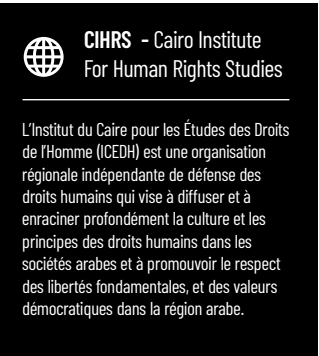 CIHRS - Cairo Institute
For Human Rights Studies
L'Institut du Caire pour les Études des Droits
de l'Homme (ICEDH) est une organisation
régionale indépendante de défense des
droits humains qui vise à diffuser et à
enraciner profondément la culture et les
principes des droits humains dans les
sociétés arabes et à promouvoir le respect
des libertés fondamentales, et des valeurs
démocratiques dans la région arabe.